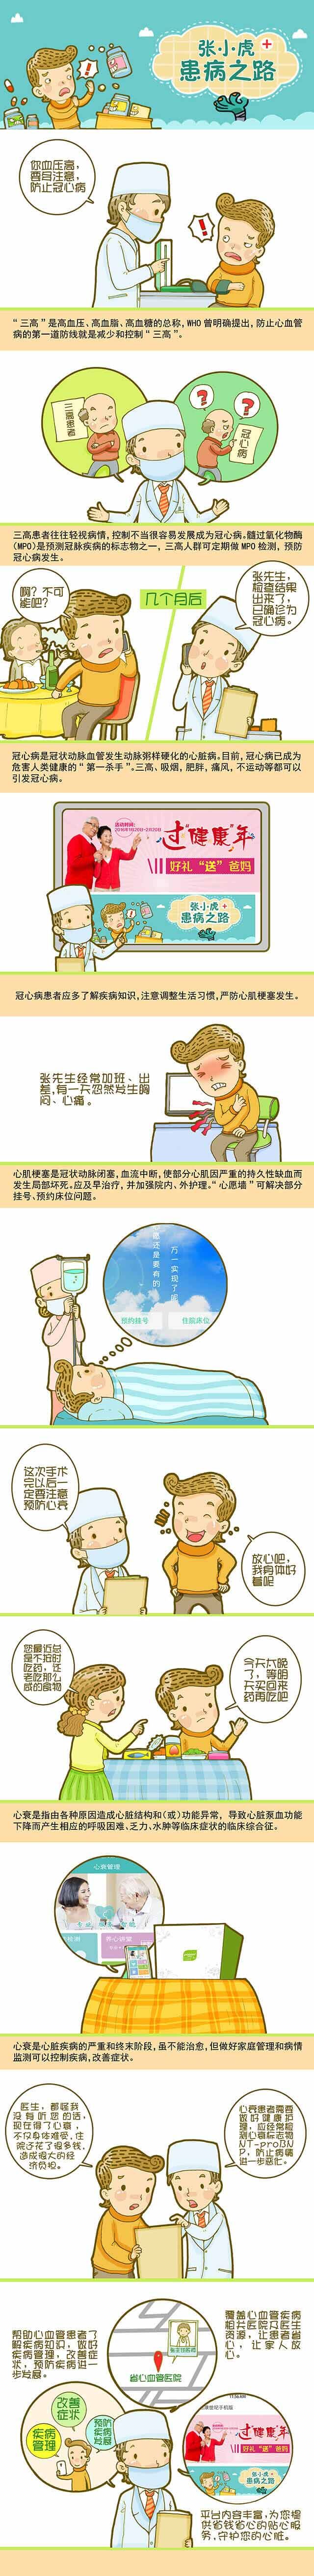 张小虎
患病之路
你血压高，
要多注意，
防止冠心病
“三高”是高血压、高血脂、高血糖的总称，WHO曾明确提出，防止心血管
病的第一道防线就是减少和控制“三高”。
三高患者
冠心病
三高患者往往轻视病情，控制不当很容易发展成为冠心病。髓过氧化物酶
(MPO)是预测冠脉疾病的标志物之一，三高人群可定期做MPO检测，预防
冠心病发生。
啊？不可
能吧？
几个月后
张先生，
检查结果
出来了，
已确诊为
冠心病。
冠心病是冠状动脉血管发生动脉粥样硬化的心脏病。目前，冠心病已成为
危害人类健康的“第一杀手”。三高、吸烟，肥胖，痛风，不运动等都可以
引发冠心病。
活动时间：
过“健康”年
好礼“送”爸妈
张小虎
患病之路
冠心病患者应多了解疾病知识，注意调整生活习惯，严防心肌梗塞发生。
张先生经常加班、出
差，有一天忽然发生胸
闷、心痛。
心肌梗塞是冠状动脉闭塞，血流中断，使部分心肌因严重的持久性缺血而
发生局部坏死。应及早治疗，并加强院内、外护理。“心愿墙”可解决部分
挂号、预约床位问题。
愿还是要有的
万一实现了呢
预约挂号
住院床位
这次手术
完以后一
定要注意
预防心衰
放心吧，
我身体好
着呢
您最近总
是不按时
吃药，还
老吃那么
咸的食物
今天太晚
了，等明
天买回来
药再吃吧
心衰是指由各种原因造成心脏结构和(或)功能异常，导致心脏泵血功能
下降而产生相应的呼吸困难、乏力、水肿等临床症状的临床综合征。
心衰管理
心衰是心脏疾病的严重和终末阶段，虽不能治愈，但做好家庭管理和病情
监测可以控制疾病，改善症状。
医生，都怪我
没有听您的话，
现在得了心衰，
不仅身体难受，住
院还花了很多钱，
造成很大的经
济负担。
心衰患者需要
做好健康护
理，应经常检
测心衰标志物
NT-proBN
P，防止病情
进一步恶化。
帮助心血管患者了
解疾病知识，做好
疾病管理，改善症
状，预防疾病进一
步发展。
省心血管医院
覆盖心血管疾病
相关医院及医生
资源，让患者省
心，让家人放
心。
改善
症状
疾病
管理
预防
疾病
发展
过“健康”年
好礼“送”爸妈
张小虎
患病之路
平台内容丰富，为您提
供省钱省心的贴心服
务，守护您的心脏。